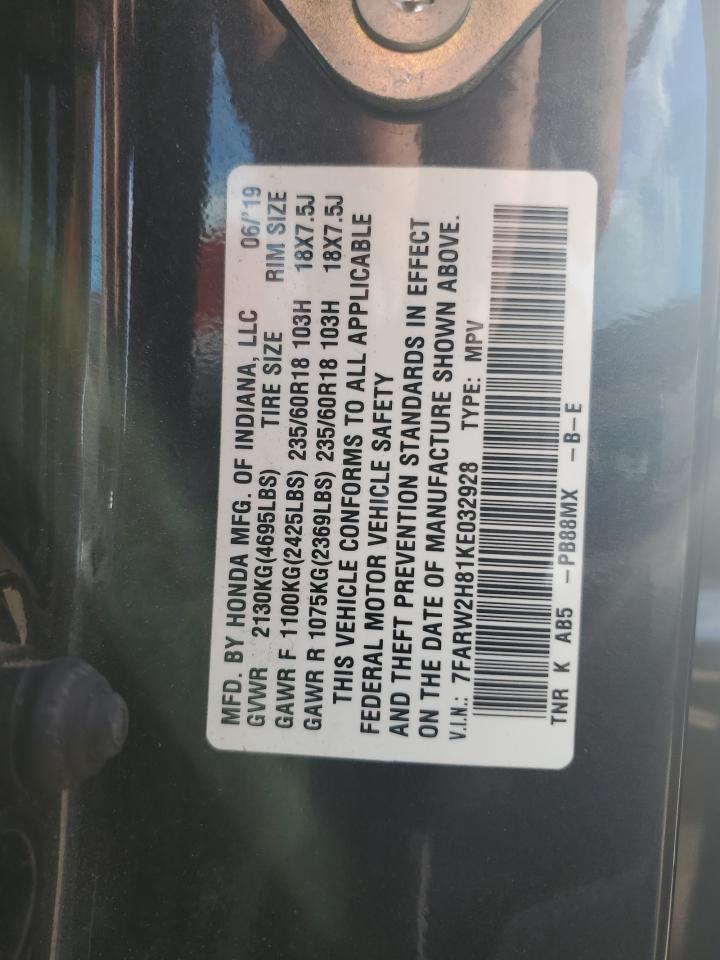 MFD. BY HONDA MFG. OF INDIANA, LLC 06/'19
GVWR 2130KG(4695LBS) TIRE SIZE RIM SIZE
GAWR F 1100KG(2425LBS) 235/60R18 103H 18X7.5J
GAWR R 1075KG(2369LBS) 235/60R18 103H 18X7.5J
THIS VEHICLE CONFORMS TO ALL APPLICABLE
FEDERAL MOTOR VEHICLE SAFETY
AND THEFT PREVENTION STANDARDS IN EFFECT
ON THE DATE OF MANUFACTURE SHOWN ABOVE.
V.I.N.: 7FARW2H81KE032928 TYPE: MPV
TNR K AB5 -PB88MX -B-E